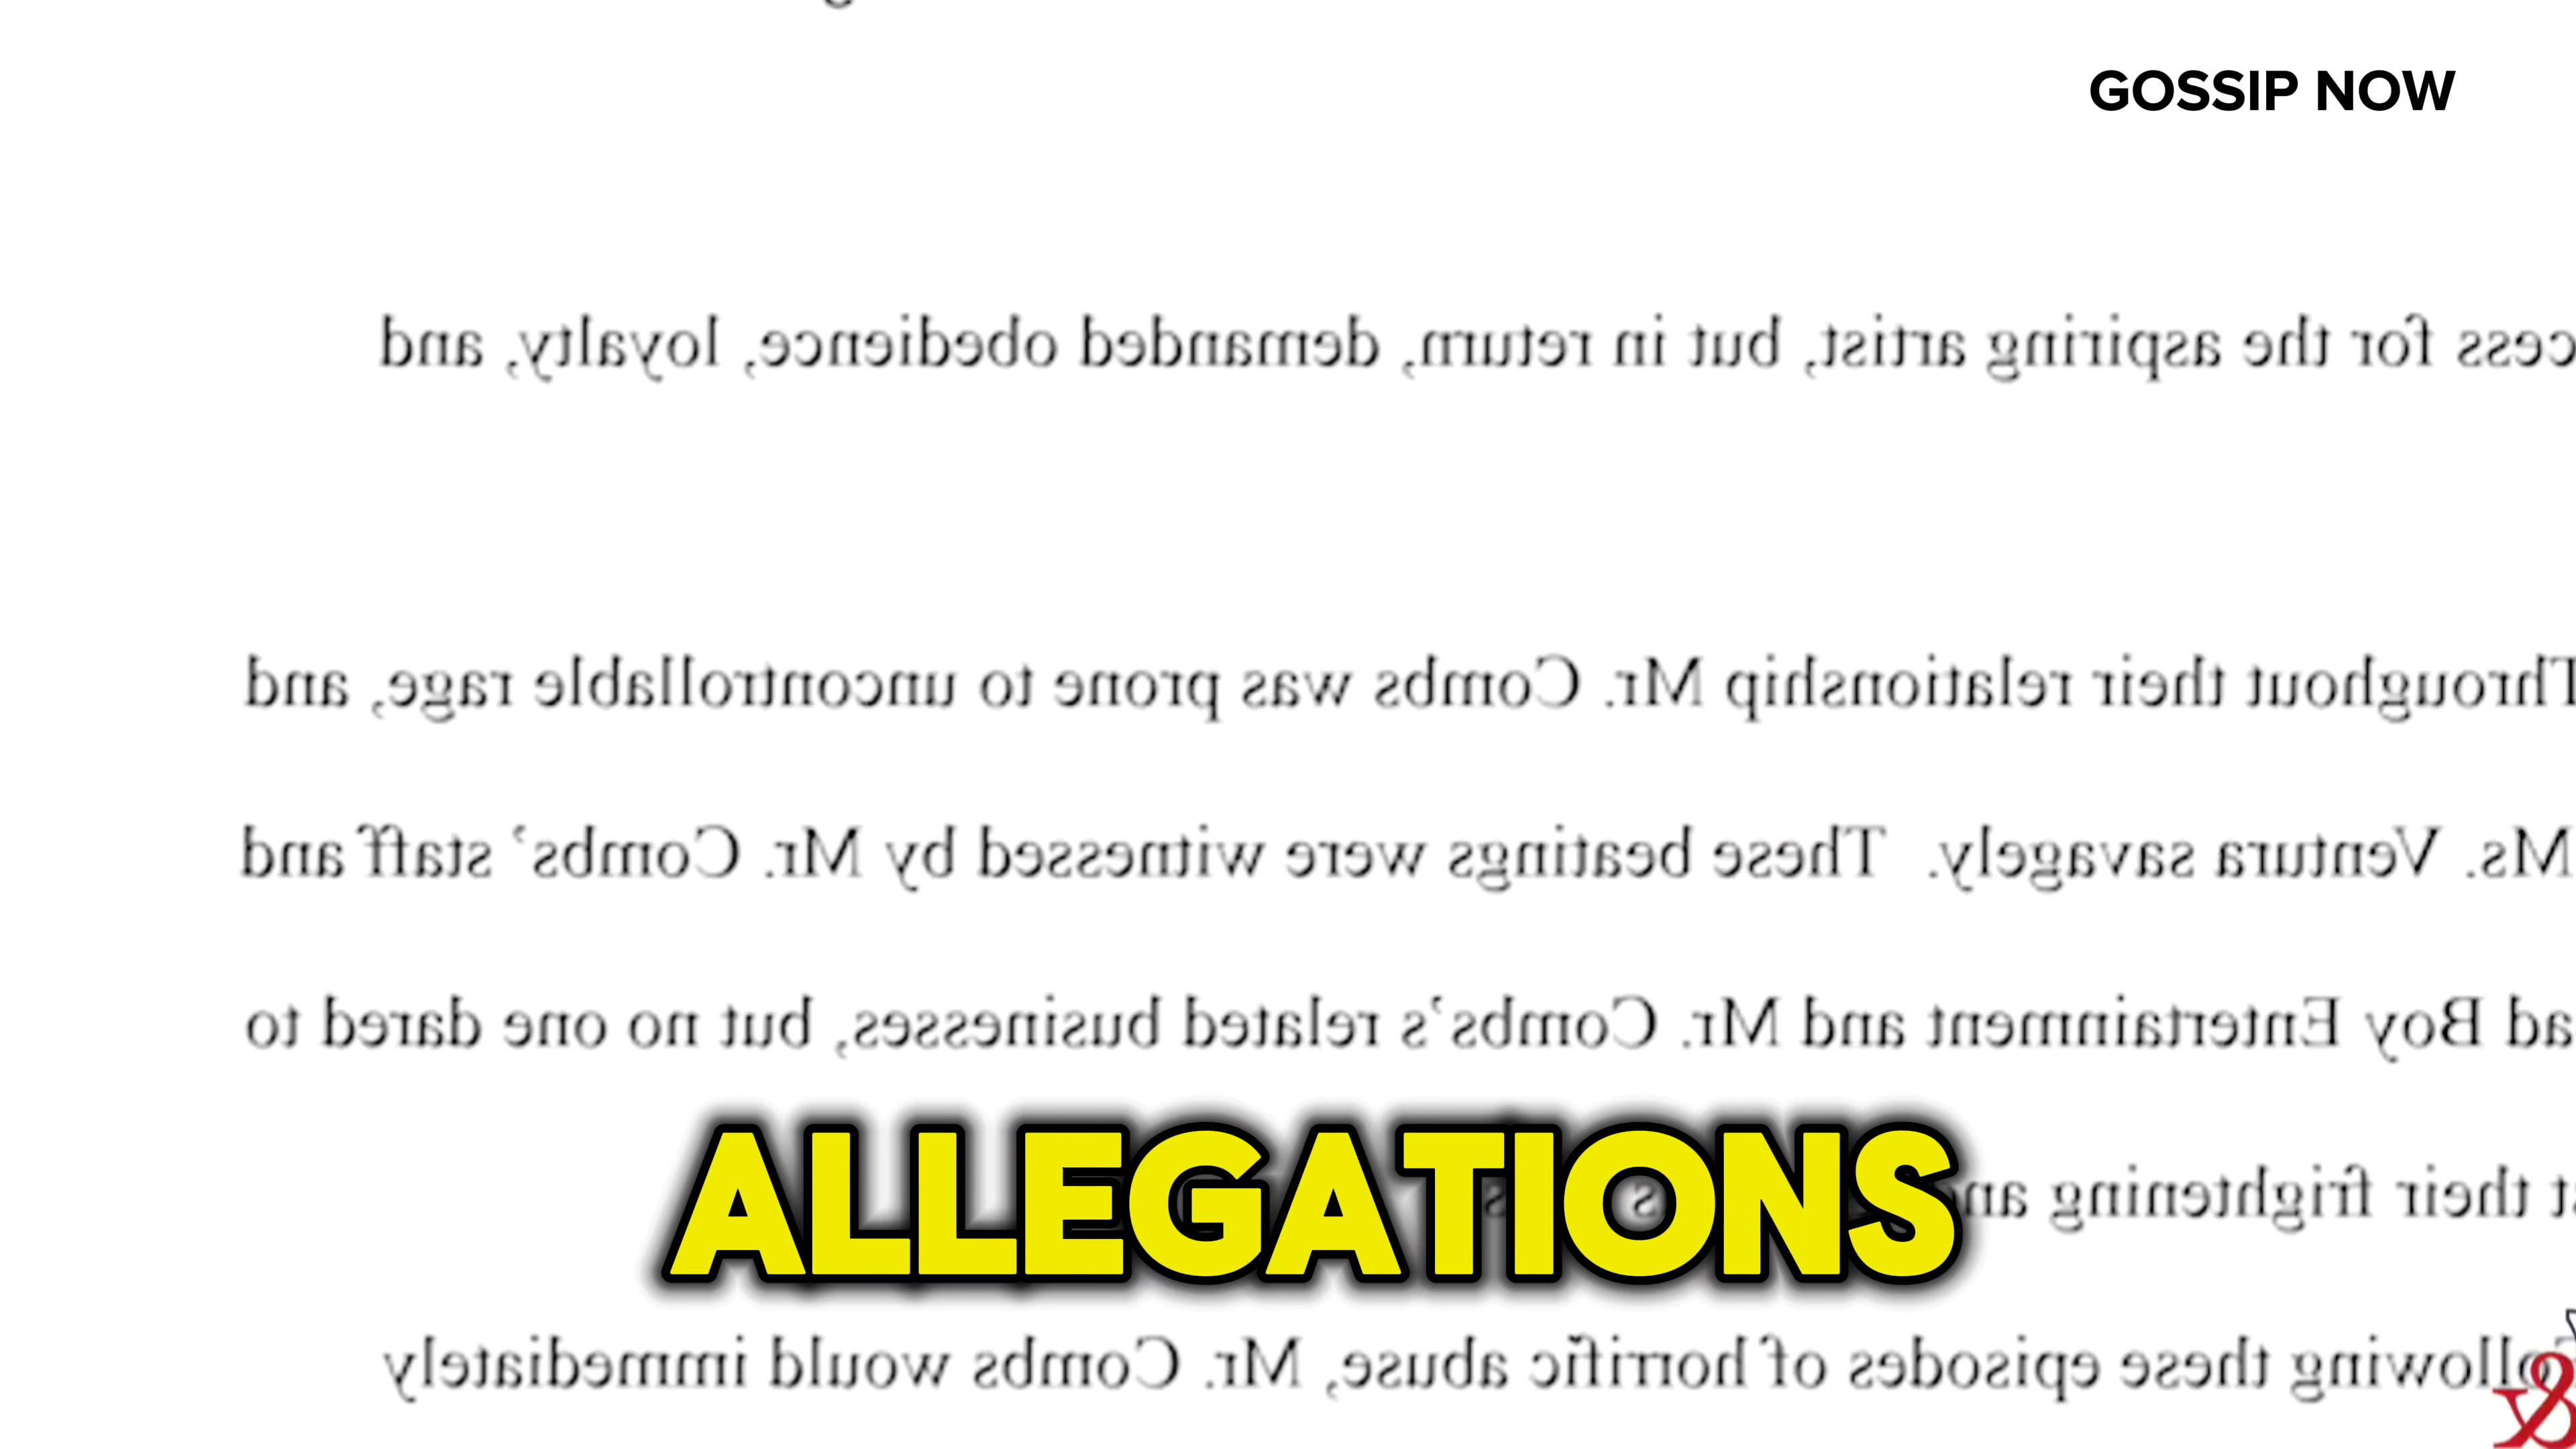 GOSSIP NOW
cess for the aspiring artist, but in return, demanded obedience, loyalty, and
Throughout their relationship Mr. Combs was prone to uncontrollable rage, and
Ms. Ventura savagely. These beatings were witnessed by Mr. Combs' staff and
ad Boy Entertainment and Mr. Combs's related businesses, but no one dared to
t their frightening
ALLEGATIONS
ollowing these episodes of horrific abuse, Mr. Combs would immediately
&